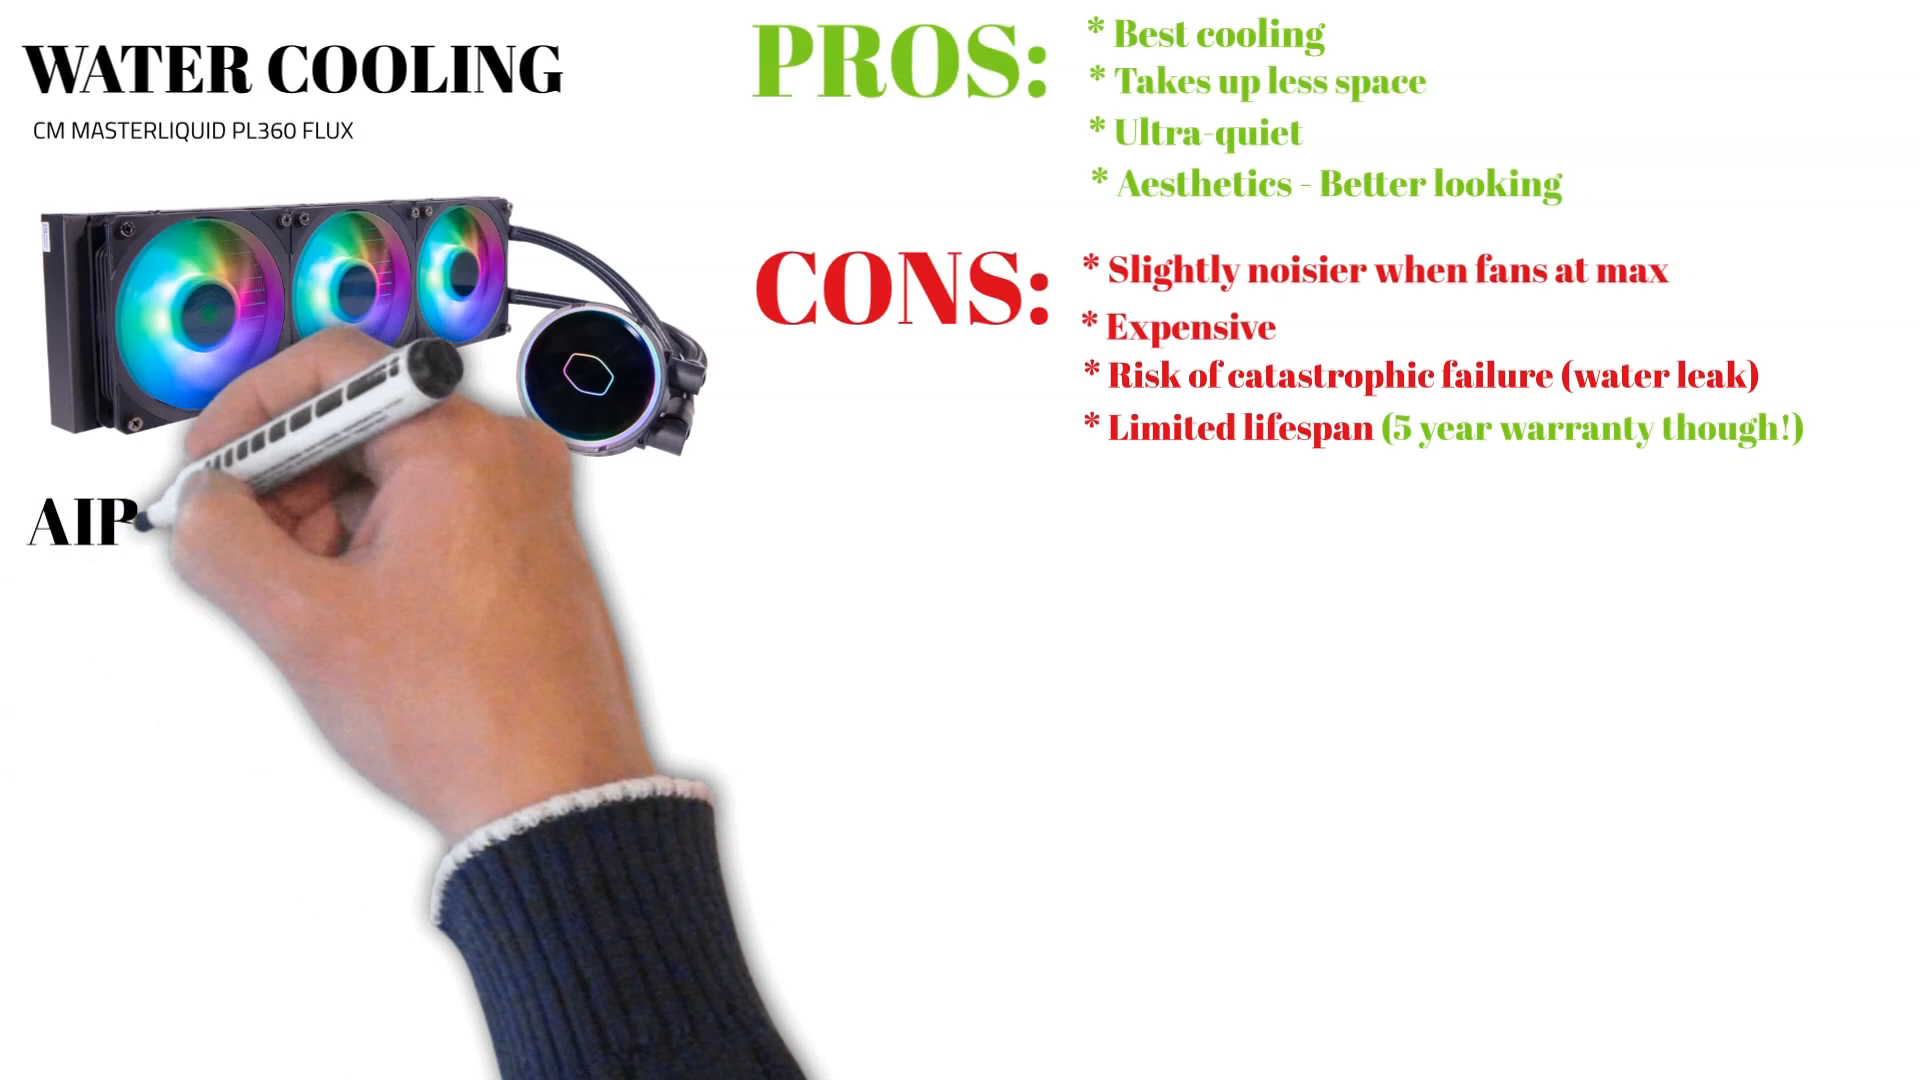 WATER COOLING
CM MASTERLIQUID PL360 FLUX
PROS:
* Best cooling
* Takes up less space
* Ultra-quiet
* Aesthetics - Better looking
CONS:
* Slightly noisier when fans at max
* Expensive
* Risk of catastrophic failure (water leak)
* Limited lifespan (5 year warranty though!)
AIP